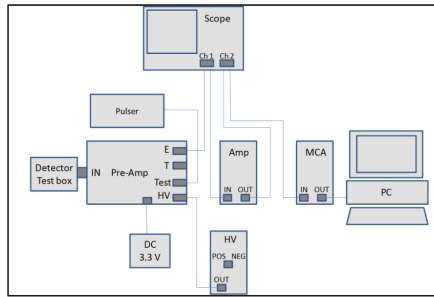 Scope
Ch 1 Ch 2
Pulser
E
T
Test
HV
Detector
Test box
IN
Pre-Amp
Amp
IN OUT
MCA
IN OUT
PC
DC
3.3 V
HV
POS NEG
OUT